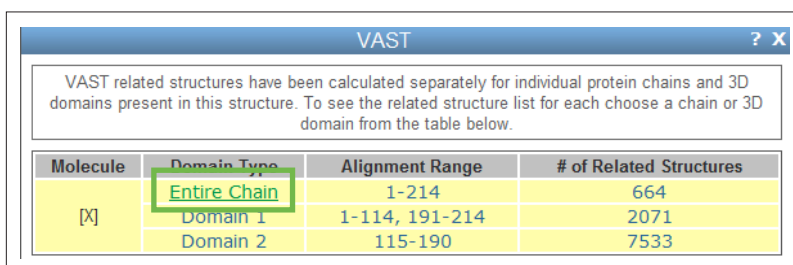 VAST ? X
VAST related structures have been calculated separately for individual protein chains and 3D
domains present in this structure. To see the related structure list for each choose a chain or 3D
domain from the table below.
Molecule Domain Type Alignment Range # of Related Structures
Entire Chain 1-214 664
[X] Domain 1 1-114, 191-214 2071
Domain 2 115-190 7533